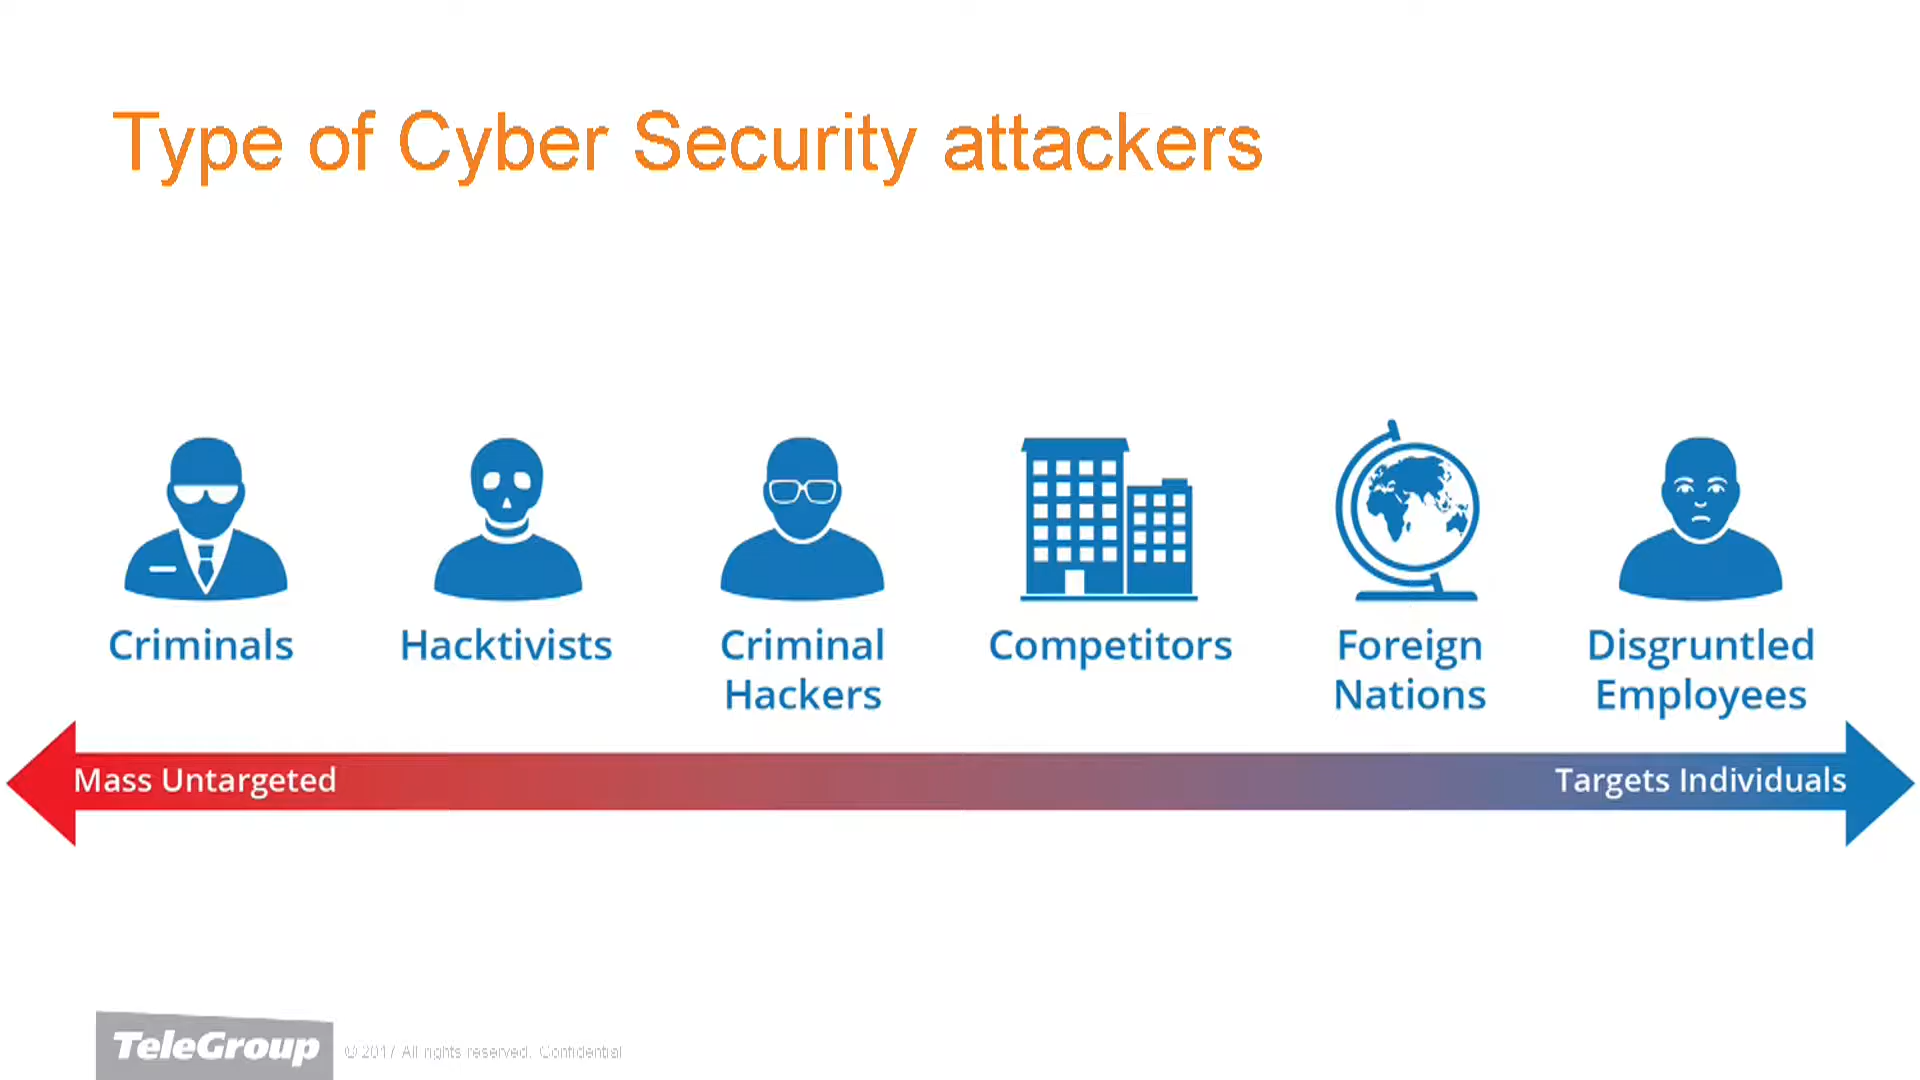 Type of Cyber Security attackers
Criminals
Hacktivists
Criminal
Hackers
Competitors
Foreign
Nations
Disgruntled
Employees
Mass Untargeted
Targets Individuals
TeleGroup
© 2017 All rights reserved. Confidential